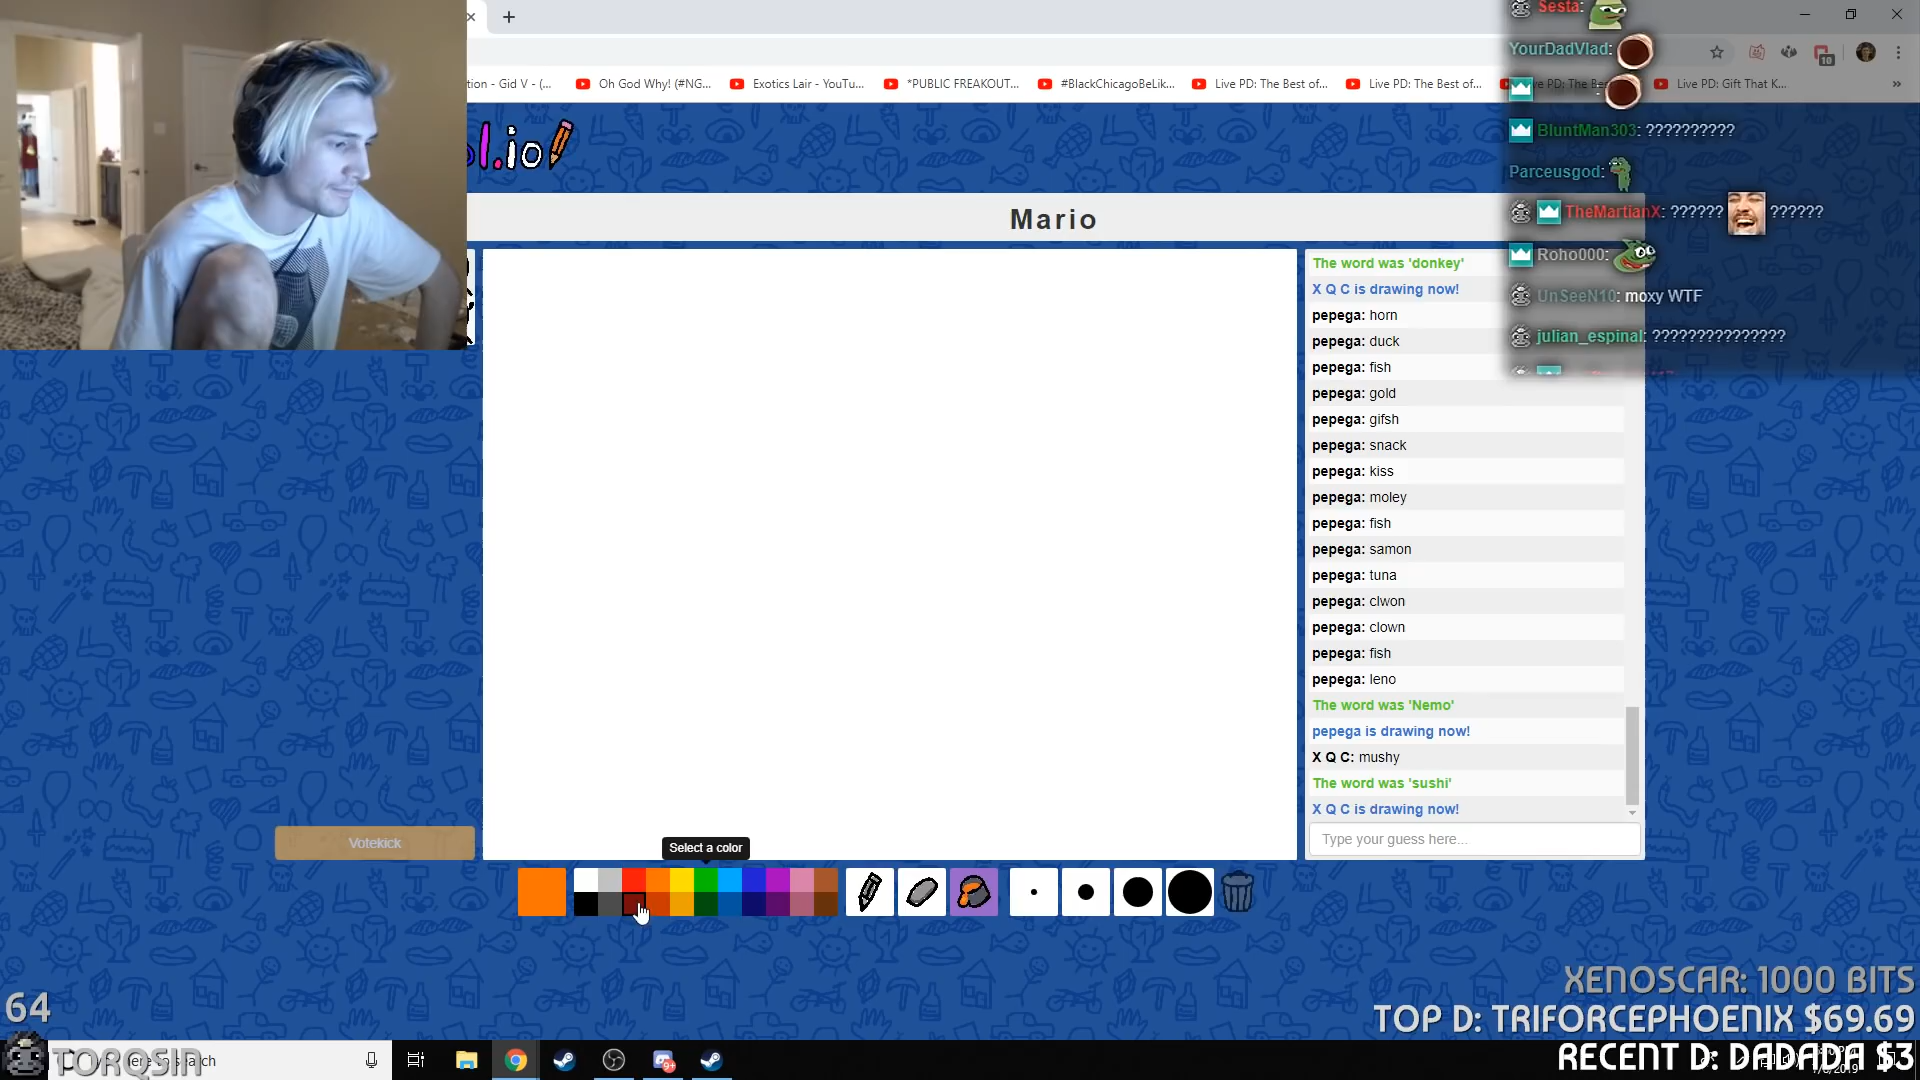 tion - Gid V - (...
Oh God Why! (#NG...
Exotics Lair - YouTu...
*PUBLIC FREAKOUT...
#BlackChicagoBeLik...
Live PD: The Best of...
Live PD: The Best of...
Live PD: Gift That K...
10
l.io
Mario
Sesta:
YourDadVlad:
BluntMan303: ??????????
Parceusgod:
TheMartianX: ?????? ??????
Roho000:
UnSeeN10: moxy WTF
julian_espinal: ???????????????
The word was 'donkey'
X Q C is drawing now!
pepega: horn
pepega: duck
pepega: fish
pepega: gold
pepega: gifsh
pepega: snack
pepega: kiss
pepega: moley
pepega: fish
pepega: samon
pepega: tuna
pepega: clwon
pepega: clown
pepega: fish
pepega: leno
The word was 'Nemo'
pepega is drawing now!
X Q C: mushy
The word was 'sushi'
X Q C is drawing now!
Type your guess here...
Votekick
Select a color
XENOSCAR: 1000 BITS
TOP D: TRIFORCEPHOENIX $69.69
RECENT D: DADFADA $3
64
TORQSIN
9+